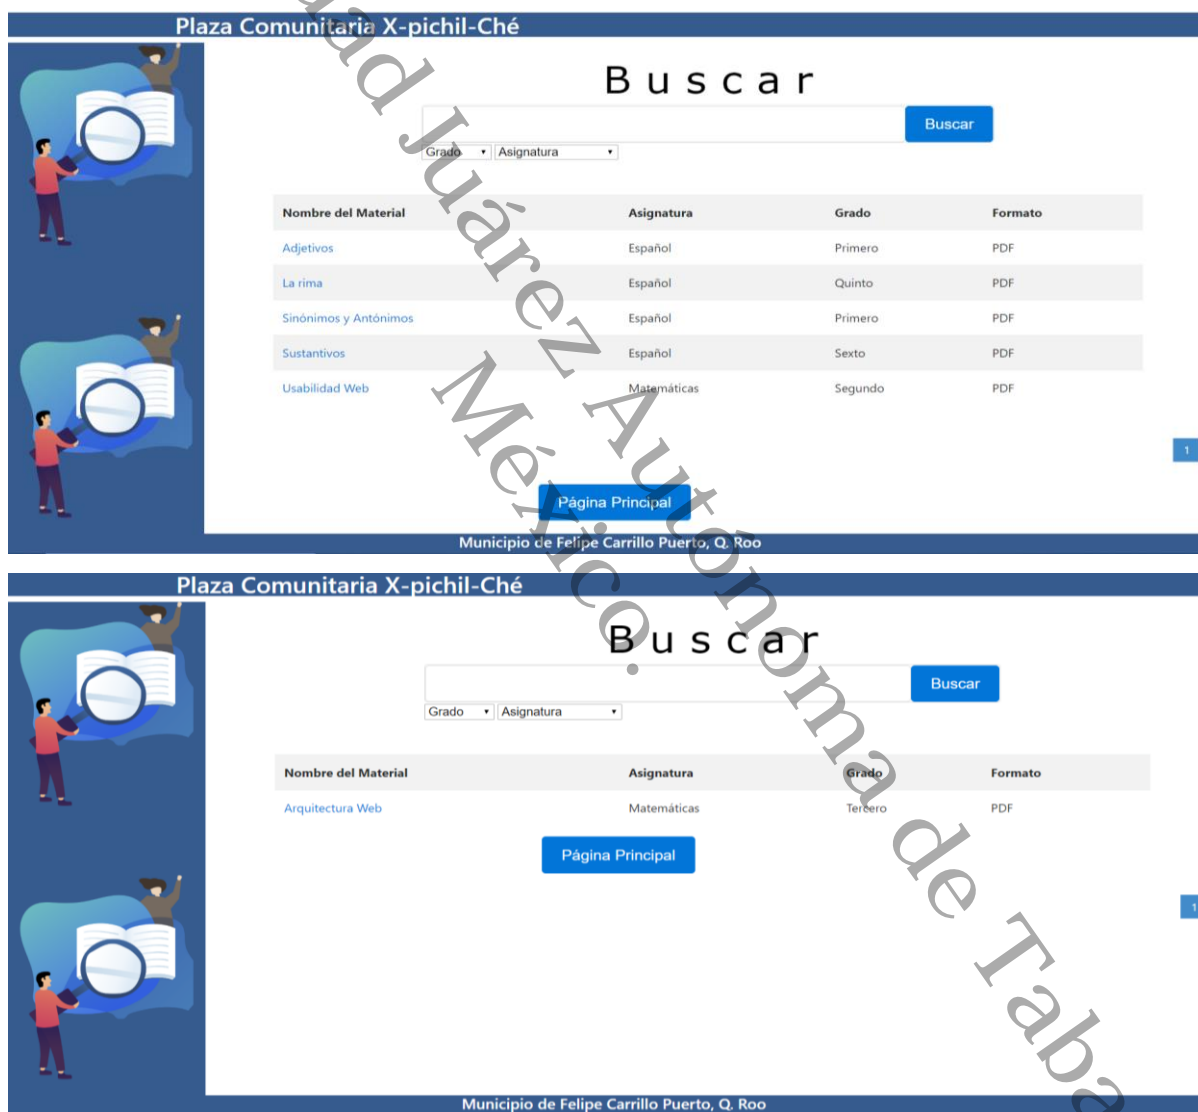 Plaza Comunitaria X-pichil-Ché
Buscar
Buscar
Grado Asignatura
Nombre del Material Asignatura Grado Formato
Adjetivos Español Primero PDF
La rima Español Quinto PDF
Sinónimos y Antónimos Español Primero PDF
Sustantivos Español Sexto PDF
Usabilidad Web Matemáticas Segundo PDF
1
Página Principal
Municipio de Felipe Carrillo Puerto, Q. Roo
Plaza Comunitaria X-pichil-Ché
Buscar
Buscar
Grado Asignatura
Nombre del Material Asignatura Grado Formato
Arquitectura Web Matemáticas Tercero PDF
Página Principal
1
Municipio de Felipe Carrillo Puerto, Q. Roo
Juárez Autónoma de
México.